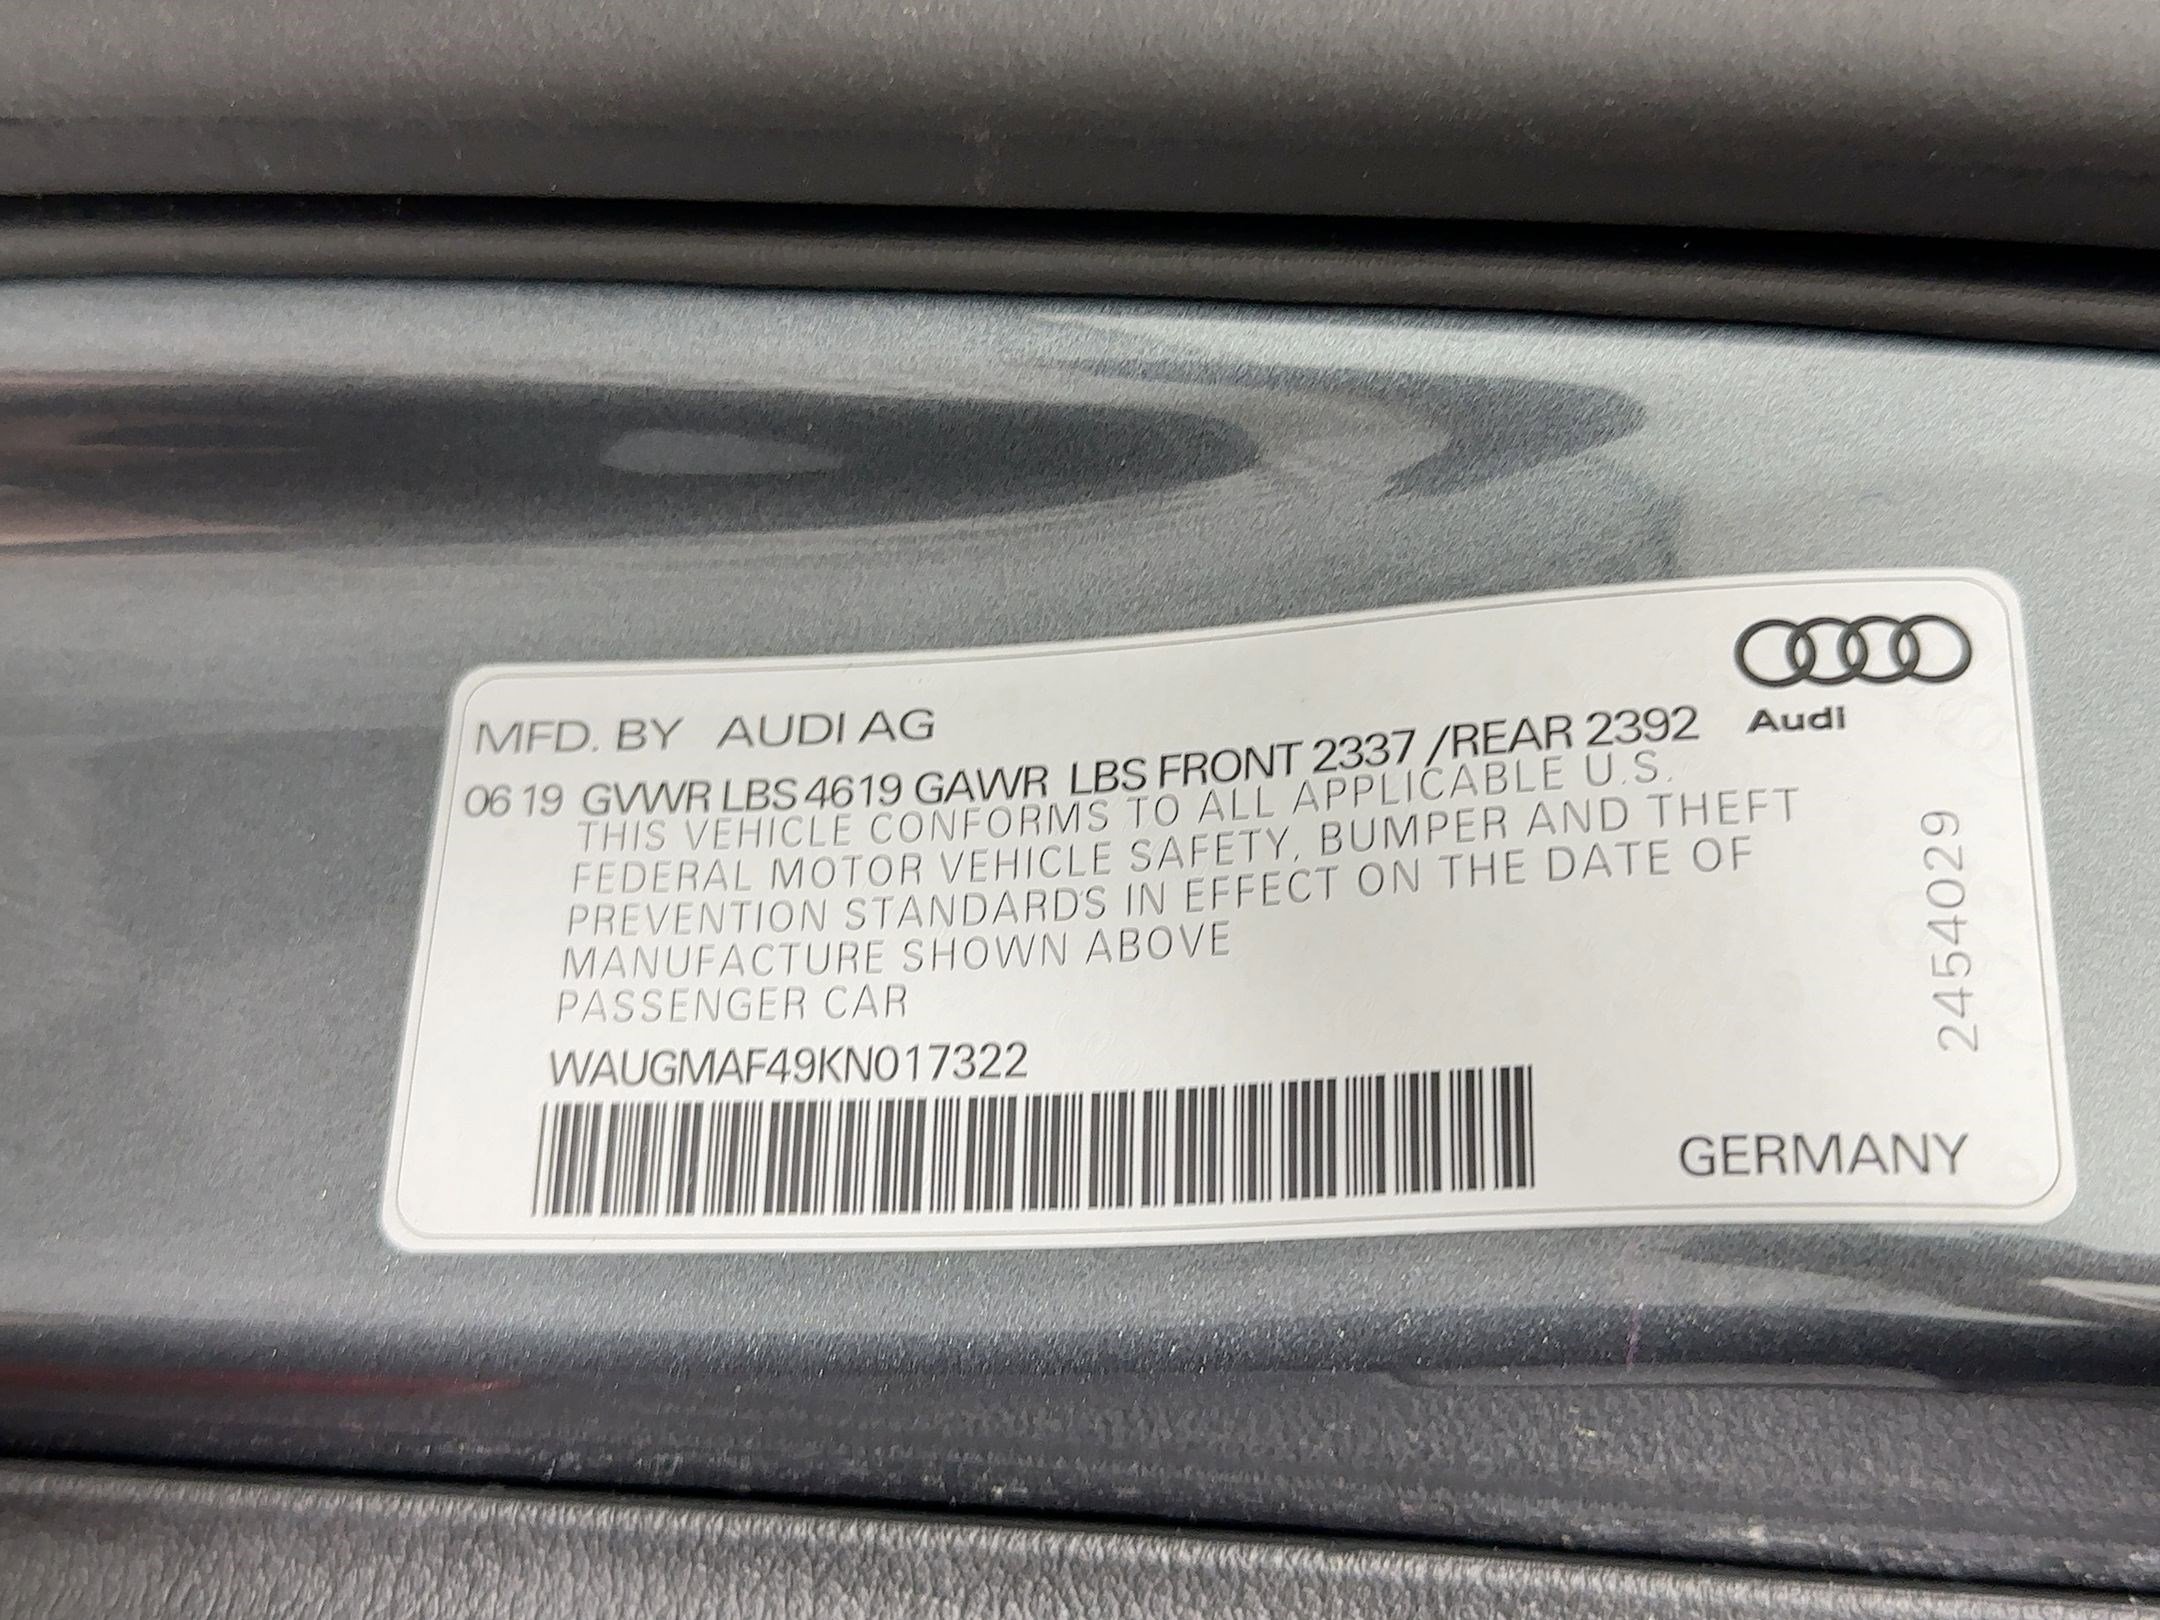 MFD. BY AUDI AG
Audi
06 19 GVWR LBS 4619 GAWR LBS FRONT 2337 /REAR 2392
THIS VEHICLE CONFORMS TO ALL APPLICABLE U.S.
FEDERAL MOTOR VEHICLE SAFETY, BUMPER AND THEFT
PREVENTION STANDARDS IN EFFECT ON THE DATE OF
MANUFACTURE SHOWN ABOVE
PASSENGER CAR
WAUGMAF49KN017322
GERMANY
2454029